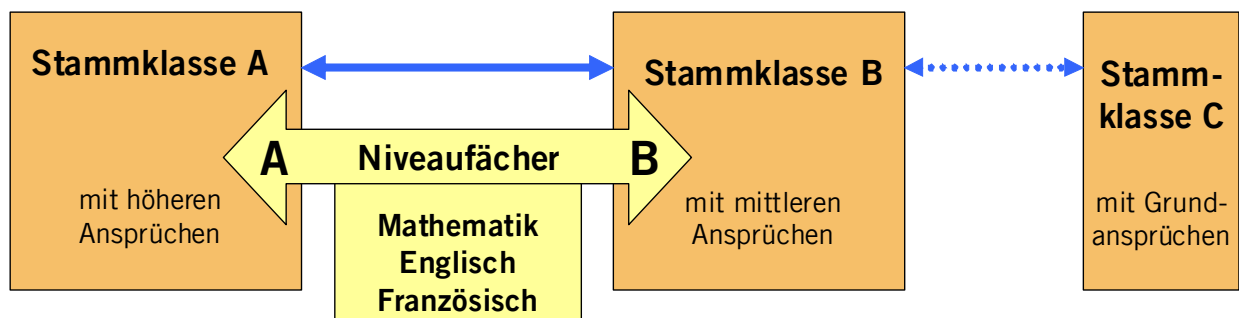 Stammklasse A
mit höheren
Ansprüchen
A
Niveaufächer
B
Mathematik
Englisch
Französisch
Stammklasse B
mit mittleren
Ansprüchen
Stamm-
klasse C
mit Grund-
ansprüchen